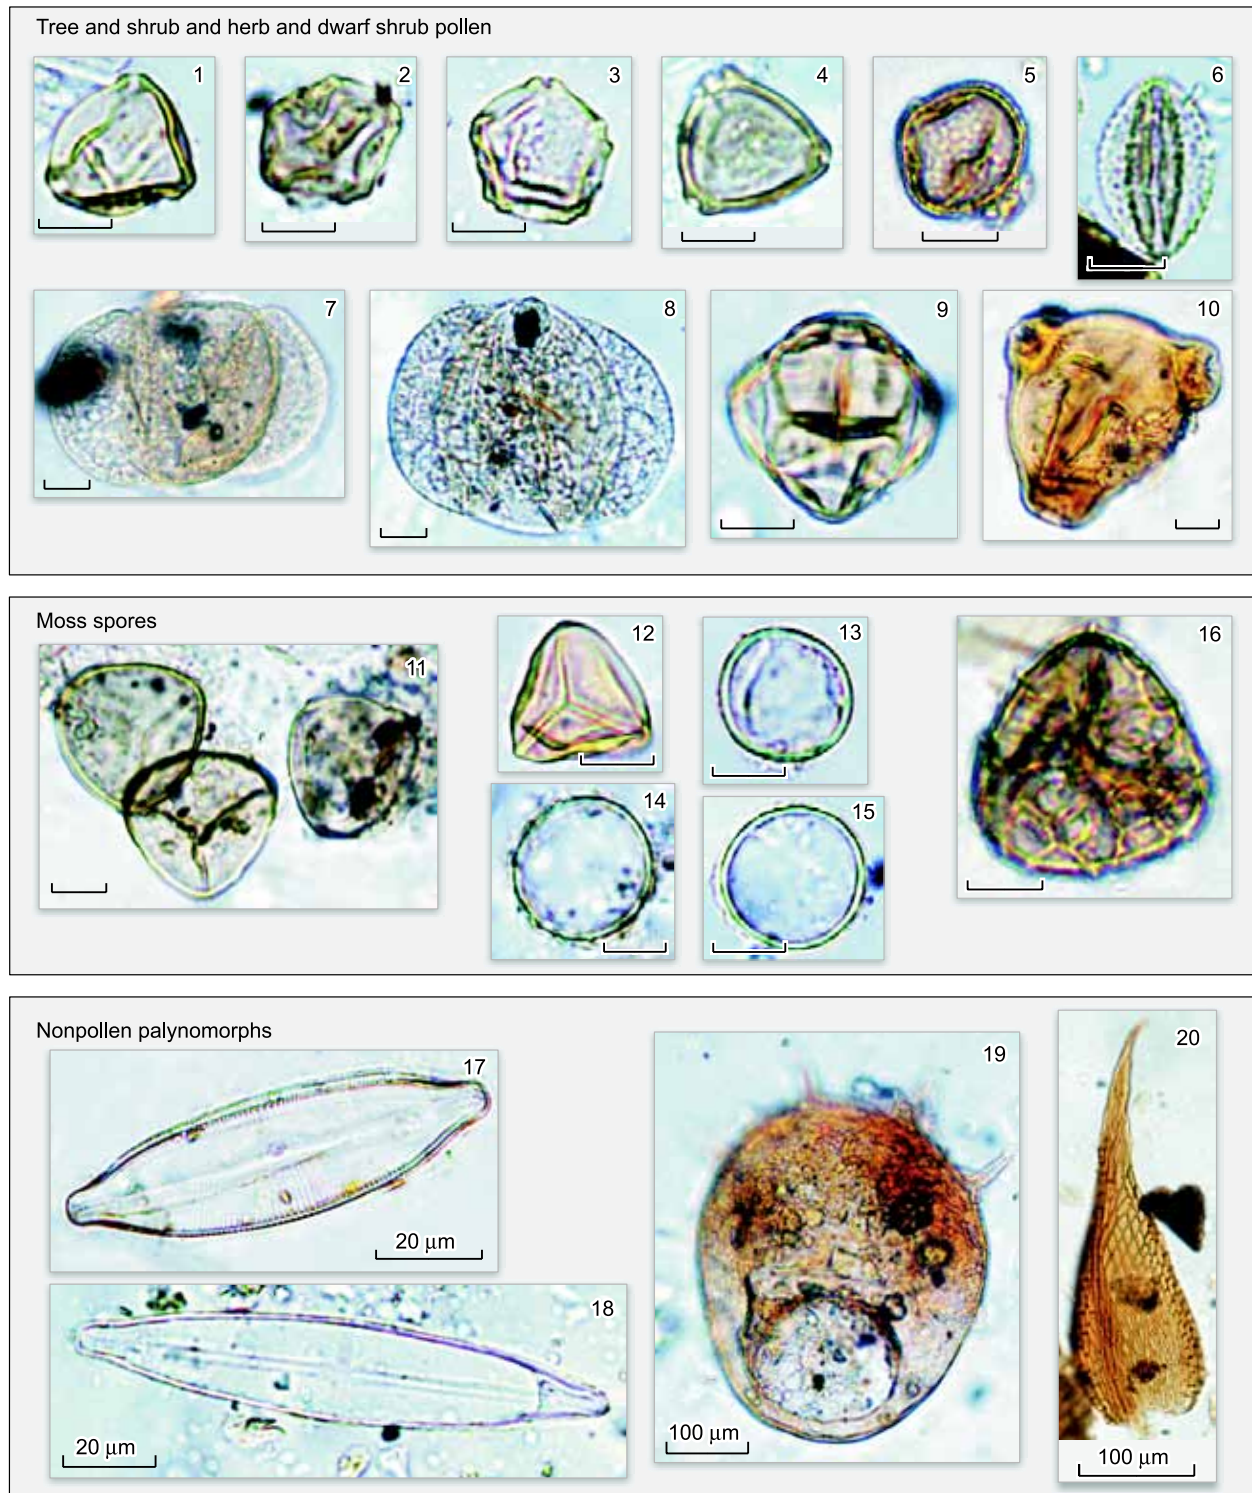 Tree and shrub and herb and dwarf shrub pollen
1
2
3
4
5
6
7
8
9
10
Moss spores
11
12
13
14
15
16
Nonpollen palynomorphs
17
20 μm
18
20 μm
19
100 μm
20
100 μm